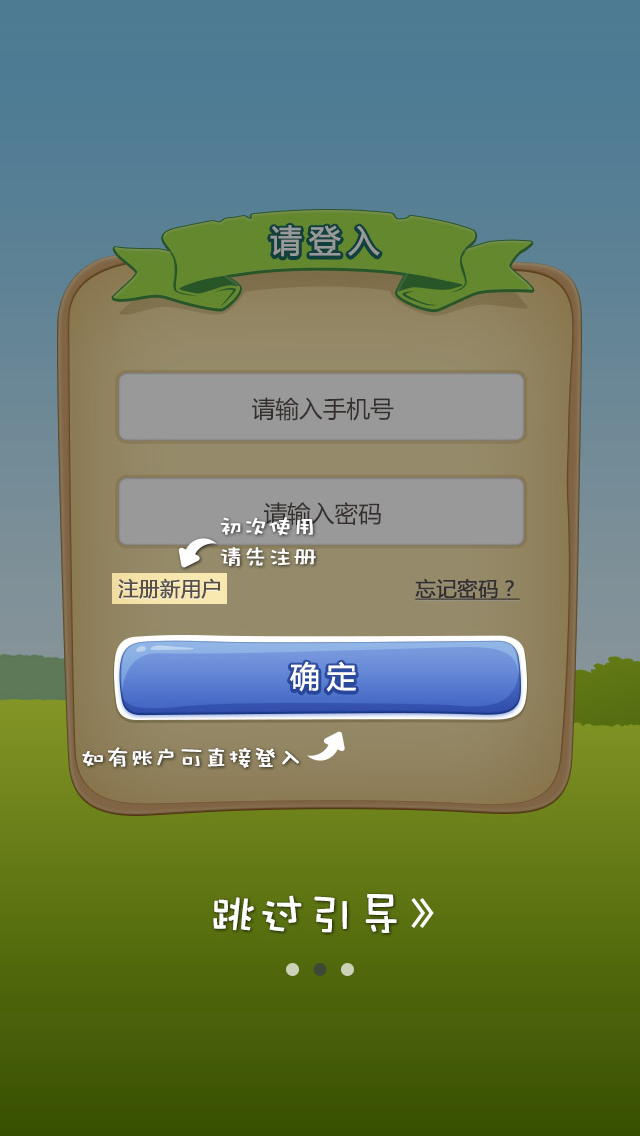 请登入
请输入手机号
请输入密码
初次使用
请先注册
注册新用户
忘记密码？
确定
如有账户可直接登入
跳过引导》